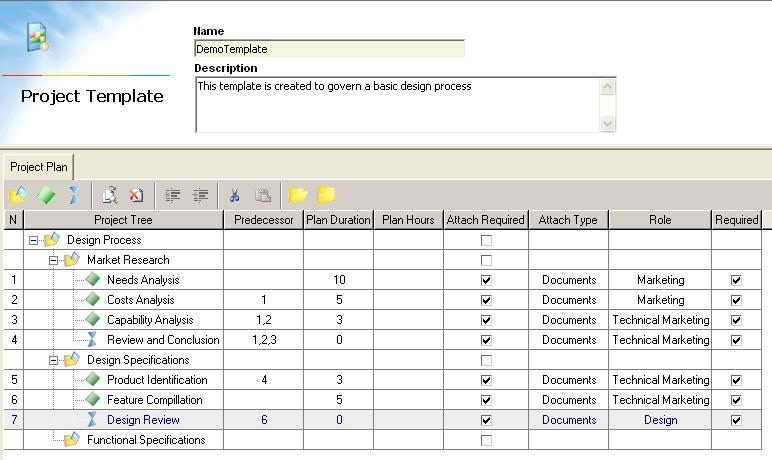 Name
DemoTemplate
Description
This template is created to govern a basic design process
Project Template
Project Plan
N Project Tree Predecessor Plan Duration Plan Hours Attach Required Attach Type Role Required
Design Process
Market Research
1 Needs Analysis 10 Documents Marketing
2 Costs Analysis 1 5 Documents Marketing
3 Capability Analysis 1,2 3 Documents Technical Marketing
4 Review and Conclusion 1,2,3 0 Documents Technical Marketing
Design Specifications
5 Product Identification 4 3 Documents Technical Marketing
6 Feature Compillation 5 Documents Technical Marketing
7 Design Review 6 0 Documents Design
Functional Specifications